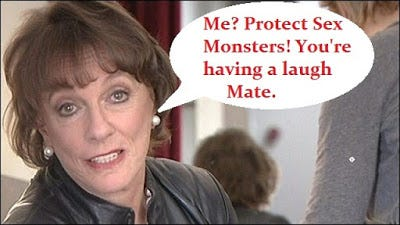 Me? Protect Sex
Monsters! You're
having a laugh
Mate.